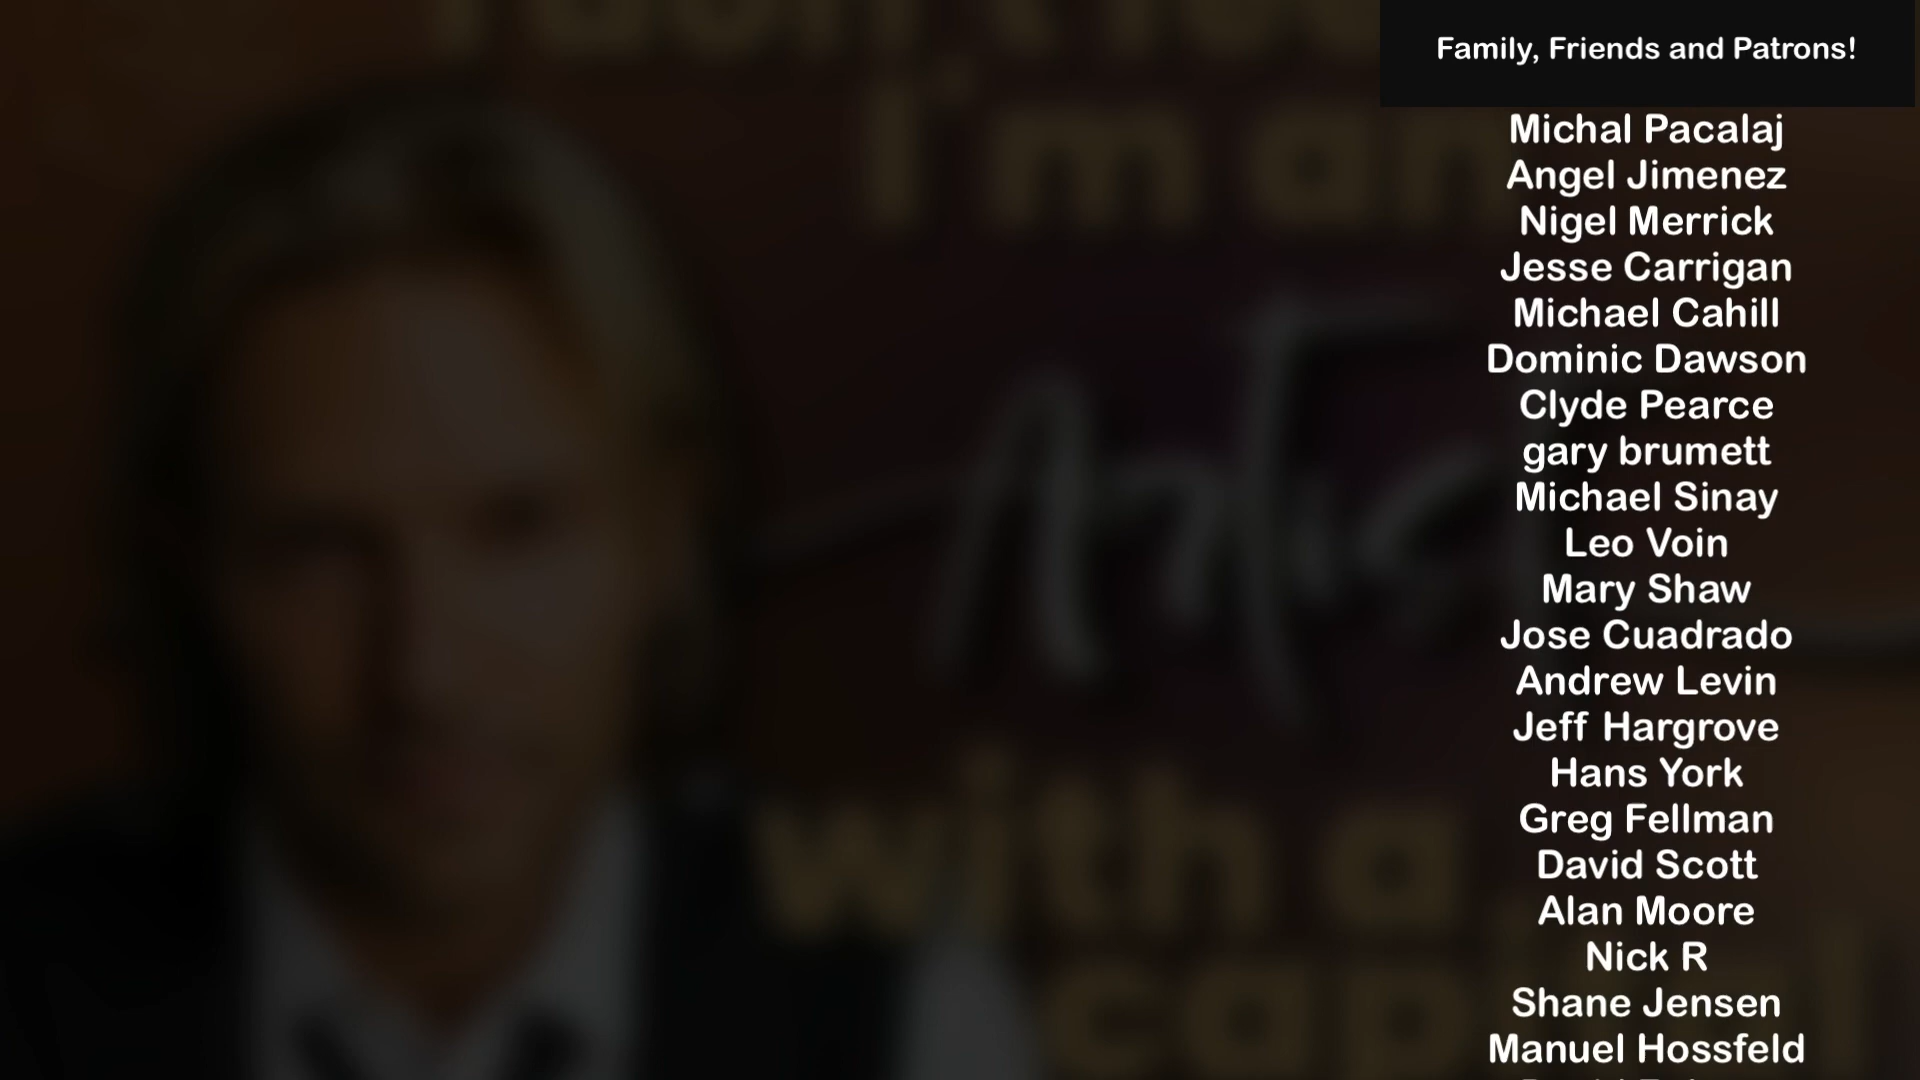 Family, Friends and Patrons!
Michal Pacalaj
Angel Jimenez
Nigel Merrick
Jesse Carrigan
Michael Cahill
Dominic Dawson
Clyde Pearce
gary brumett
Michael Sinay
Leo Voin
Mary Shaw
Jose Cuadrado
Andrew Levin
Jeff Hargrove
Hans York
Greg Fellman
David Scott
Alan Moore
Nick R
Shane Jensen
Manuel Hossfeld
I'm an
with a